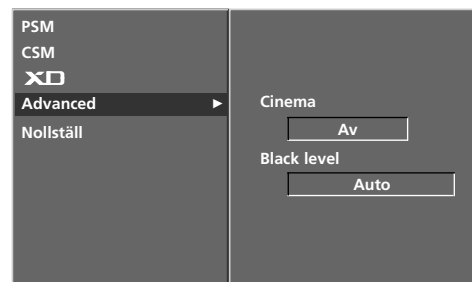 PSM
CSM
XD
Advanced ►
Nollställ
Cinema
Av
Black level
Auto